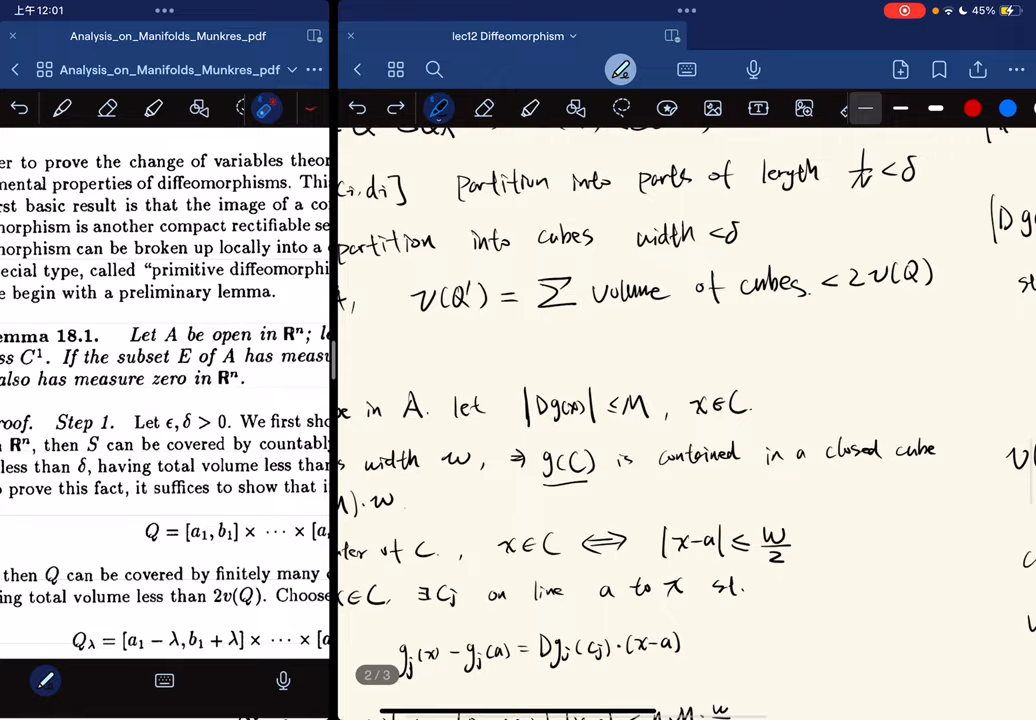 上午12:01
45%
Analysis_on_Manifolds_Munkres_pdf
lec12 Diffeomorphism
Analysis_on_Manifolds_Munkres_pdf
er to prove the change of variables theor
mental properties of diffeomorphisms. Thi
rst basic result is that the image of a co
norphism is another compact rectifiable se
morphism can be broken up locally into a
ecial type, called "primitive diffeomorphi
e begin with a preliminary lemma.
emma 18.1. Let A be open in Rⁿ; l
ss C¹. If the subset E of A has measu
also has measure zero in Rⁿ.
roof. Step 1. Let ϵ, δ > 0. We first sho
Rⁿ, then S can be covered by countabl
less than δ, having total volume less than
o prove this fact, it suffices to show that i
Q = [a₁, b₁] × ··· × [a
then Q can be covered by finitely many
ing total volume less than 2v(Q). Choose
Qλ = [a₁ − λ, b₁ + λ] × ··· × [a
i, di] partition into parts of length 1/k < δ
partition into cubes width < δ
v(Q') = Σ volume of cubes. < 2v(Q)
be in A. let |Dg(x)| ≤ M, x ∈ C.
s width w, ⇒ g(C) is contained in a closed cube
)·w
ter of C, x ∈ C ⟺ |x−a| ≤ w/2
x ∈ C, ∃ cj on line a to x st.
gj(x) − gj(a) = Dgj(cj)·(x−a)
2 / 3
|Dg
st